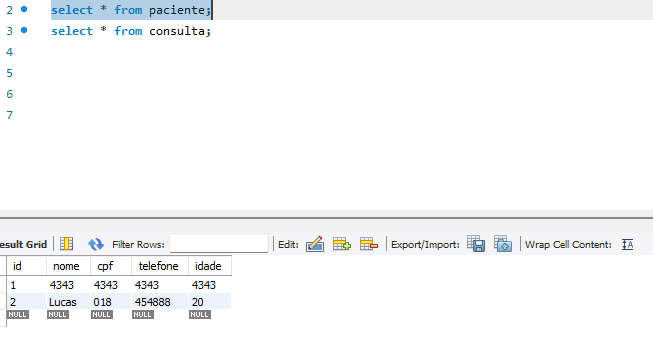 2 select * from paciente;
3 select * from consulta;
4
5
6
7
esult Grid Filter Rows: Edit: Export/Import: Wrap Cell Content: IA
id nome cpf telefone idade
1 4343 4343 4343 4343
2 Lucas 018 454888 20
NULL NULL NULL NULL NULL